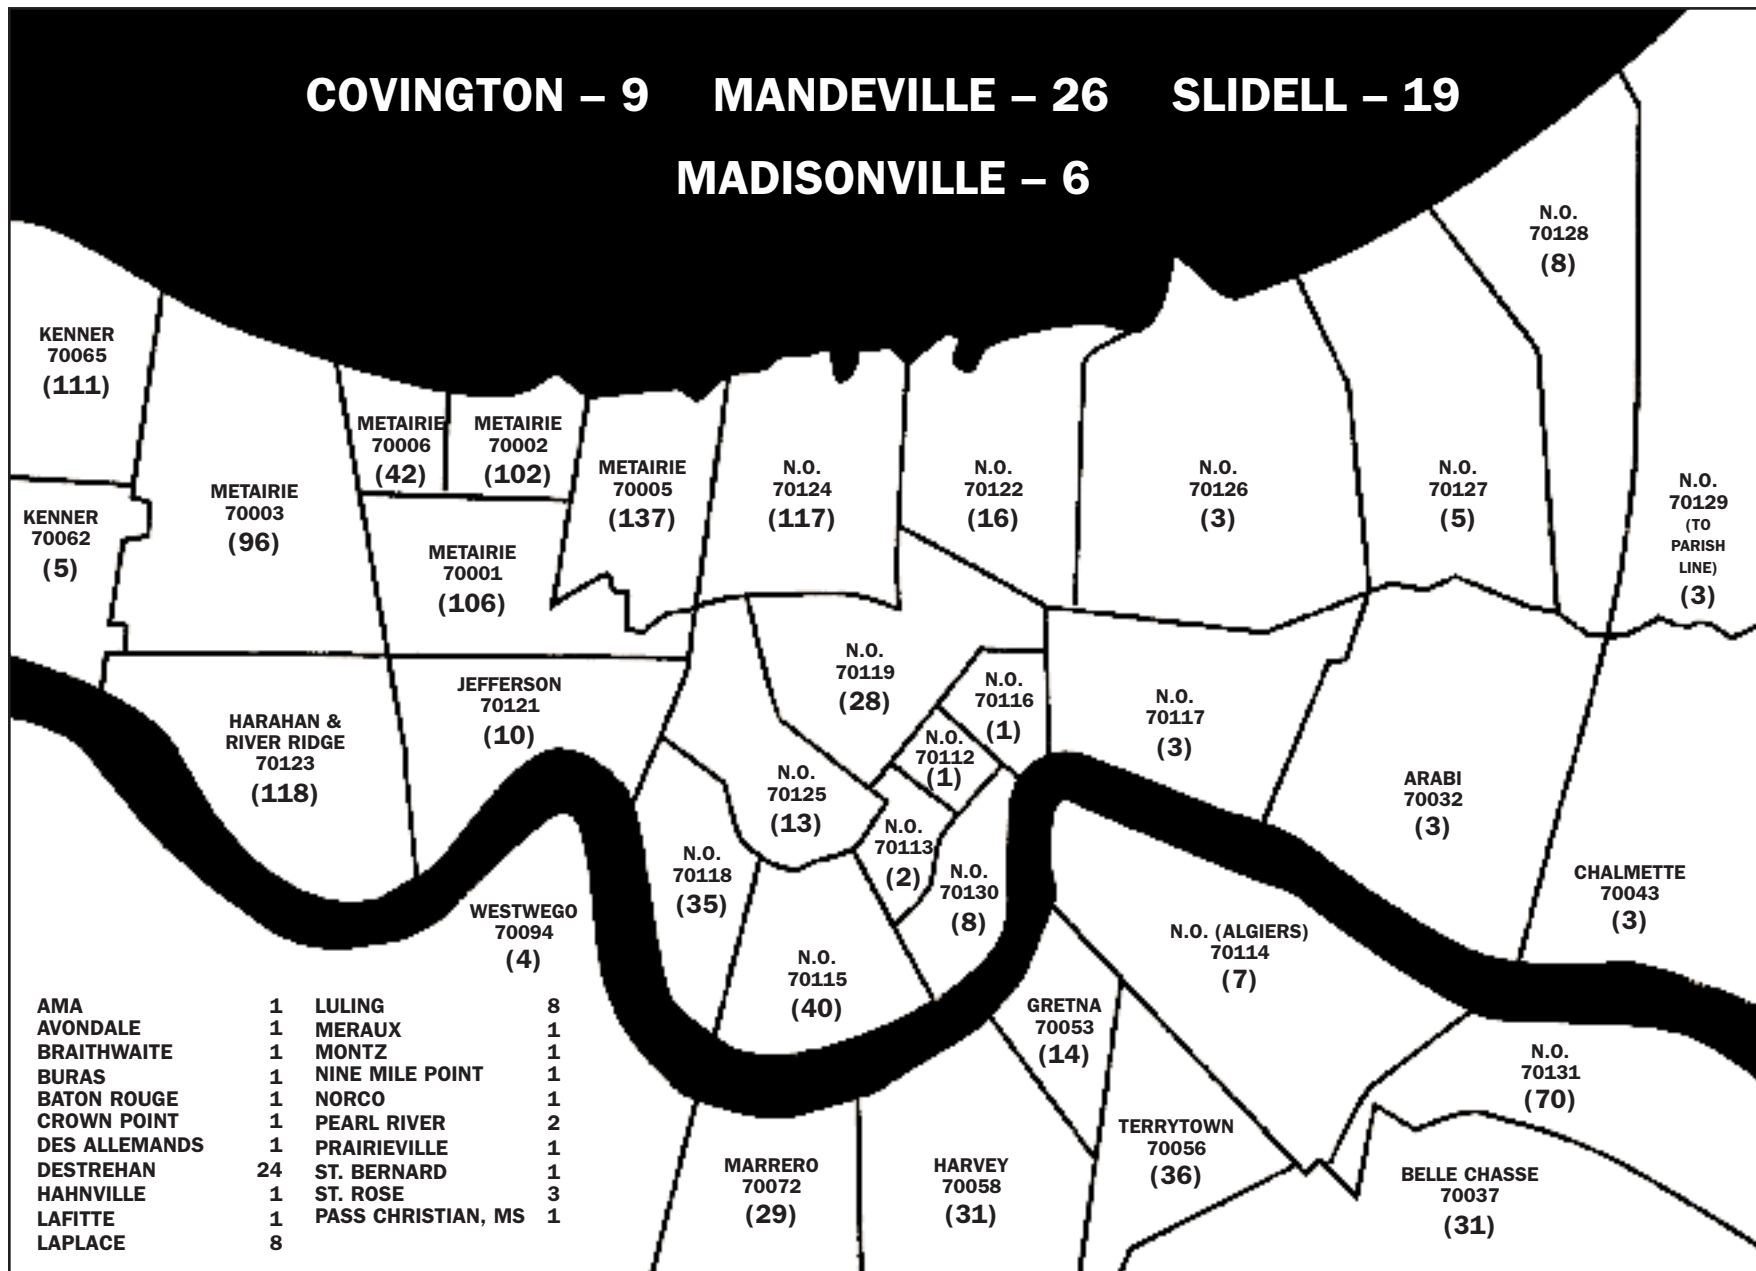 COVINGTON – 9 MANDEVILLE – 26 SLIDELL – 19
MADISONVILLE – 6
N.O.
70128
(8)
KENNER
70065
(111)
METAIRIE
70006
(42)
METAIRIE
70002
(102)
METAIRIE
70005
(137)
N.O.
70124
(117)
N.O.
70122
(16)
N.O.
70126
(3)
N.O.
70127
(5)
N.O.
70129
(TO
PARISH
LINE)
(3)
KENNER
70062
(5)
METAIRIE
70003
(96)
METAIRIE
70001
(106)
N.O.
70119
(28)
N.O.
70116
(1)
N.O.
70117
(3)
JEFFERSON
70121
(10)
HARAHAN &
RIVER RIDGE
70123
(118)
N.O.
70112
(1)
N.O.
70125
(13)
ARABI
70032
(3)
N.O.
70113
(2)
N.O.
70118
(35)
N.O.
70130
(8)
CHALMETTE
70043
(3)
WESTWEGO
70094
(4)
N.O. (ALGIERS)
70114
(7)
N.O.
70115
(40)
GRETNA
70053
(14)
N.O.
70131
(70)
TERRYTOWN
70056
(36)
MARRERO
70072
(29)
HARVEY
70058
(31)
BELLE CHASSE
70037
(31)
AMA 1
AVONDALE 1
BRAITHWAITE 1
BURAS 1
BATON ROUGE 1
CROWN POINT 1
DES ALLEMANDS 1
DESTREHAN 24
HAHNVILLE 1
LAFITTE 1
LAPLACE 8
LULING 8
MERAUX 1
MONTZ 1
NINE MILE POINT 1
NORCO 1
PEARL RIVER 2
PRAIRIEVILLE 1
ST. BERNARD 1
ST. ROSE 3
PASS CHRISTIAN, MS 1